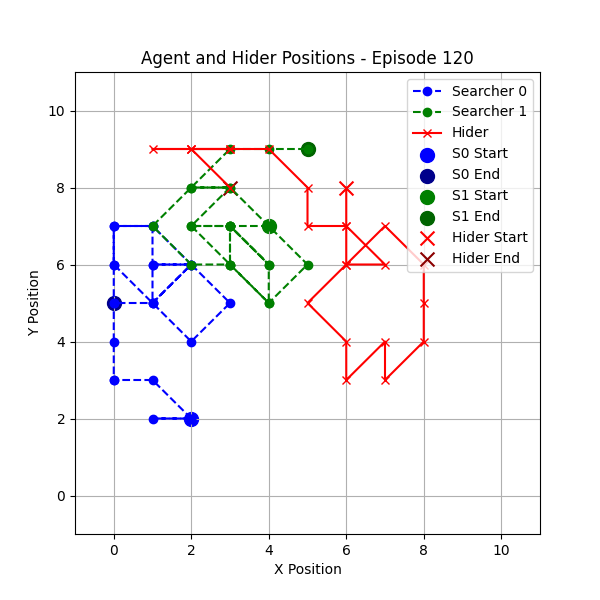 Agent and Hider Positions - Episode 120
Y Position
10
8
6
4
2
0
Searcher 0
Searcher 1
Hider
S0 Start
S0 End
S1 Start
S1 End
Hider Start
Hider End
0 2 4 6 8 10
X Position